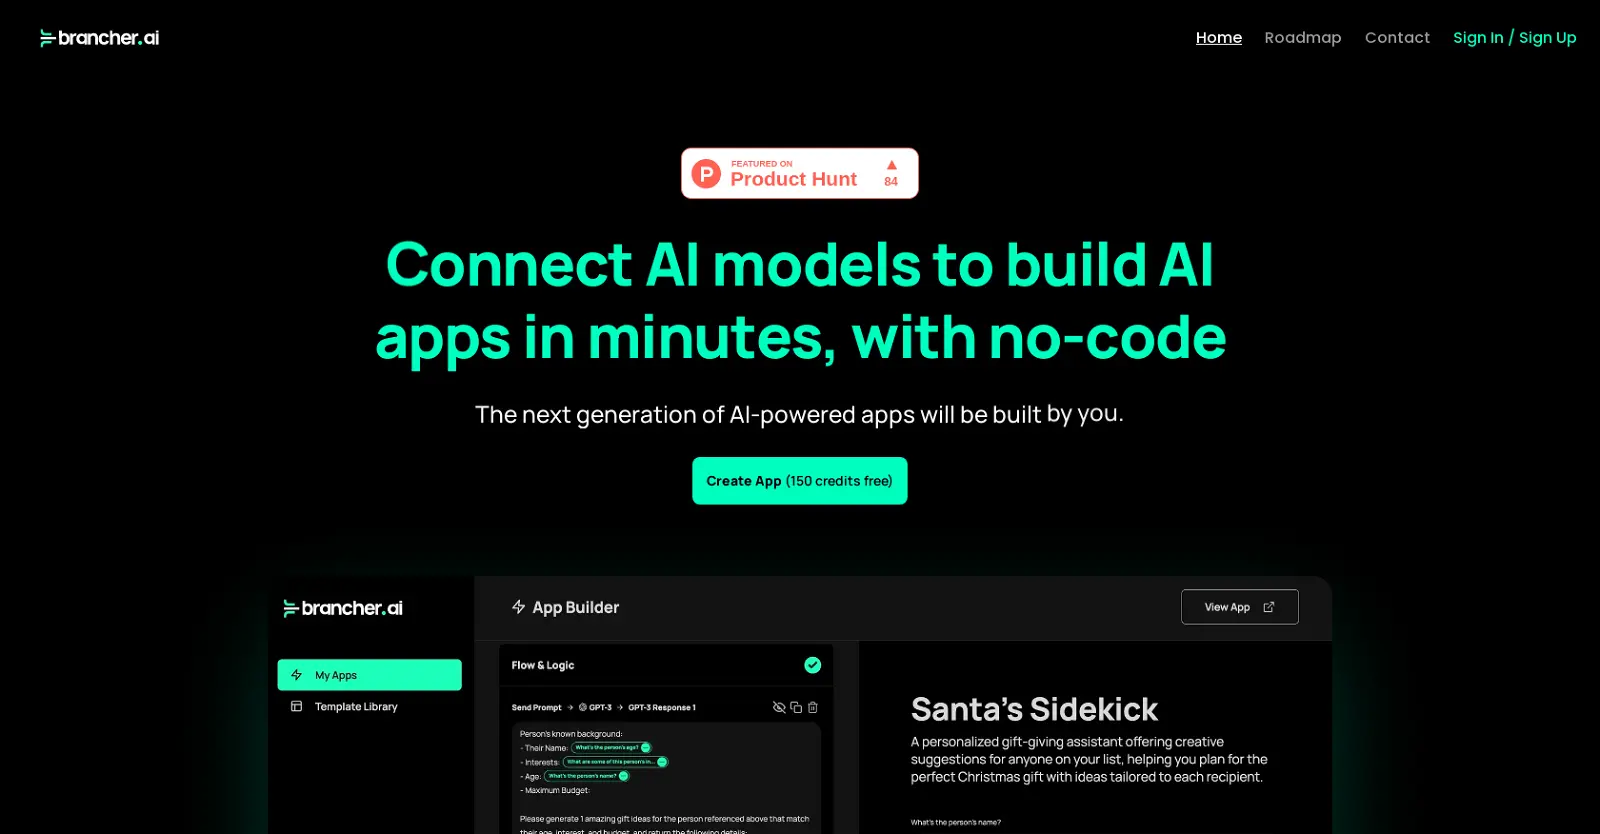 brancher.ai
Home Roadmap Contact Sign In / Sign Up
FEATURED ON
Product Hunt
84
Connect AI models to build AI
apps in minutes, with no-code
The next generation of AI-powered apps will be built by you.
Create App (150 credits free)
brancher.ai
App Builder
View App
My Apps
Template Library
Flow & Logic
Send Prompt → GPT-3 → GPT-3 Response 1
Person's known background:
- Their Name: What's the person's age?
- Interests: What are some of this person's in...
- Age: What's the person's name?
- Maximum Budget:
Please generate 1 amazing gift ideas for the person referenced above that match
their age, interest, and budget, and return the following details:
Santa's Sidekick
A personalized gift-giving assistant offering creative
suggestions for anyone on your list, helping you plan for the
perfect Christmas gift with ideas tailored to each recipient.
What's the person's name?